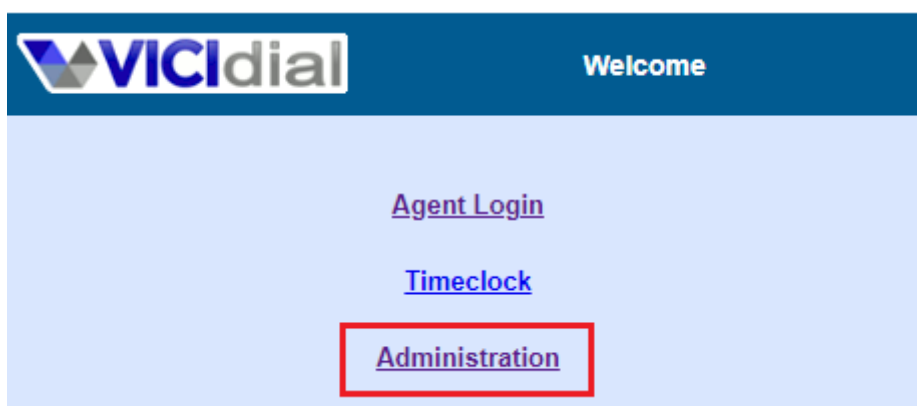 VICIdial
Welcome
Agent Login
Timeclock
Administration